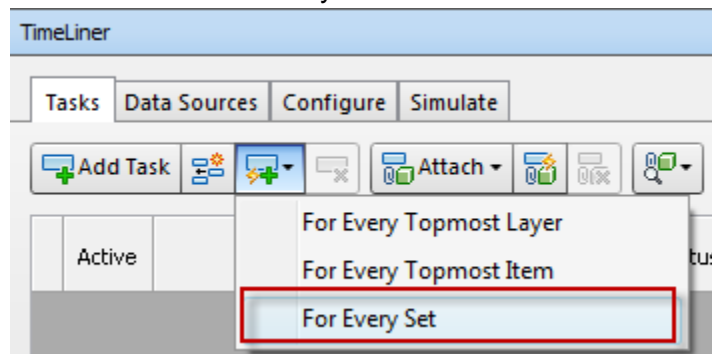 TimeLiner
Tasks Data Sources Configure Simulate
Add Task Attach
Active
For Every Topmost Layer
For Every Topmost Item
For Every Set